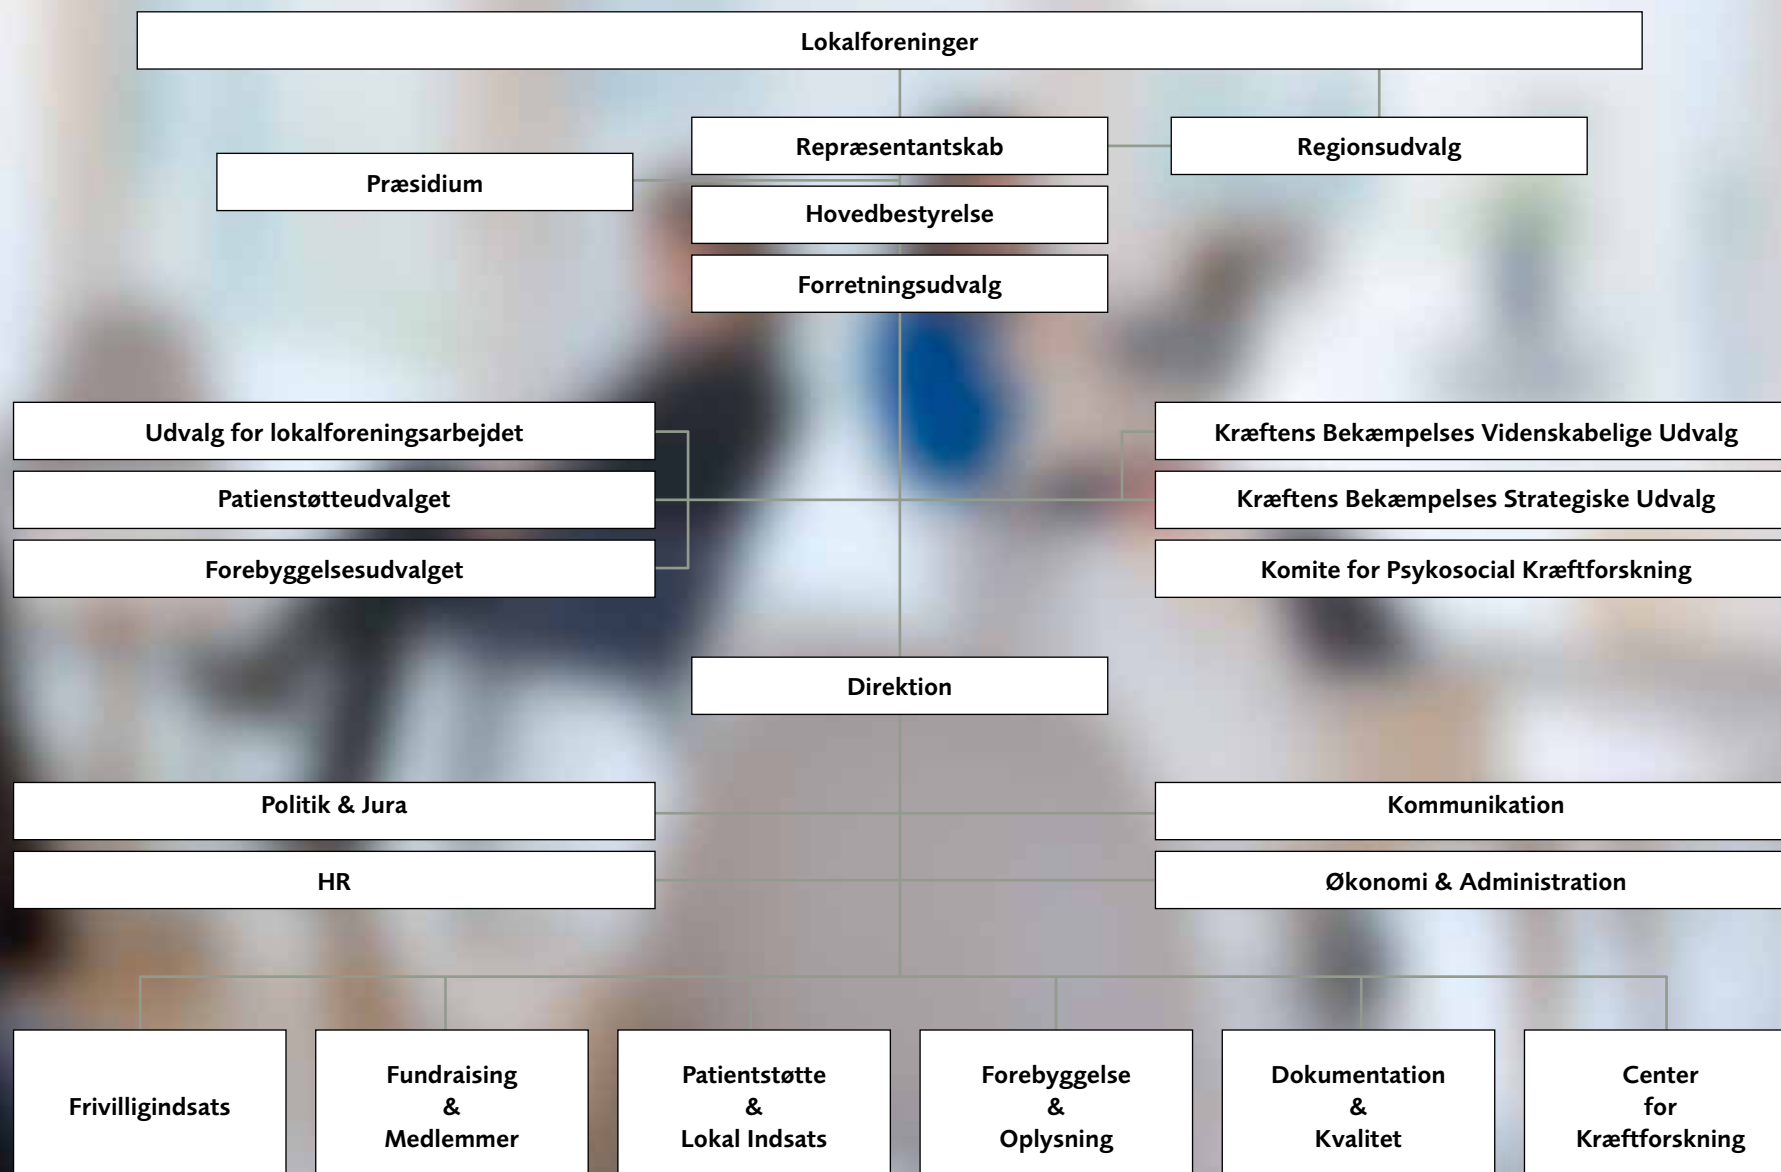 Lokalforeninger
Repræsentantskab
Regionsudvalg
Præsidium
Hovedbestyrelse
Forretningsudvalg
Udvalg for lokalforeningsarbejdet
Kræftens Bekæmpelses Videnskabelige Udvalg
Patienstøtteudvalget
Kræftens Bekæmpelses Strategiske Udvalg
Forebyggelsesudvalget
Komite for Psykosocial Kræftforskning
Direktion
Politik & Jura
Kommunikation
HR
Økonomi & Administration
Frivilligindsats
Fundraising
&
Medlemmer
Patientstøtte
&
Lokal Indsats
Forebyggelse
&
Oplysning
Dokumentation
&
Kvalitet
Center
for
Kræftforskning